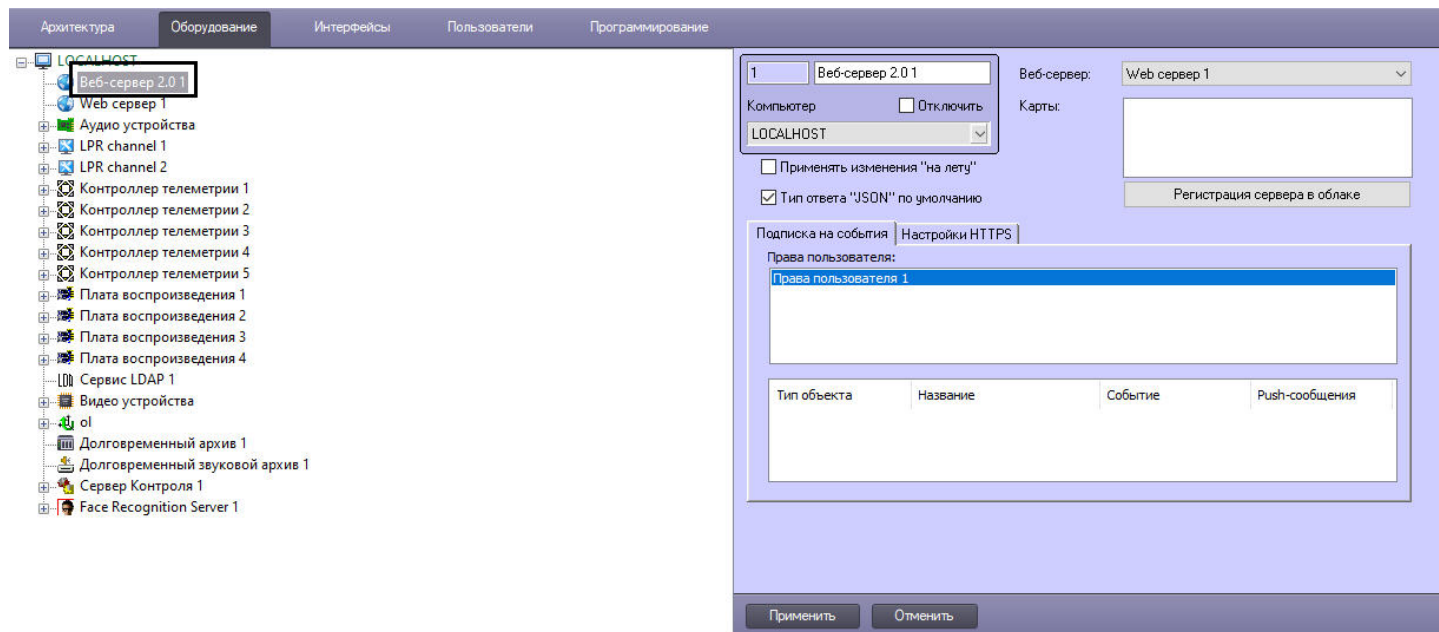 Архитектура Оборудование Интерфейсы Пользователи Программирование
LOCALHOST
Веб-сервер 2.0 1
Web сервер 1
Аудио устройства
LPR channel 1
LPR channel 2
Контроллер телеметрии 1
Контроллер телеметрии 2
Контроллер телеметрии 3
Контроллер телеметрии 4
Контроллер телеметрии 5
Плата воспроизведения 1
Плата воспроизведения 2
Плата воспроизведения 3
Плата воспроизведения 4
Сервис LDAP 1
Видео устройства
ol
Долговременный архив 1
Долговременный звуковой архив 1
Сервер Контроля 1
Face Recognition Server 1
1 Веб-сервер 2.0 1 Веб-сервер: Web сервер 1
Компьютер Отключить Карты:
LOCALHOST
Применять изменения "на лету"
Тип ответа "JSON" по умолчанию Регистрация сервера в облаке
Подписка на события Настройки HTTPS
Права пользователя:
Права пользователя 1
Тип объекта Название Событие Push-сообщения
Применить Отменить